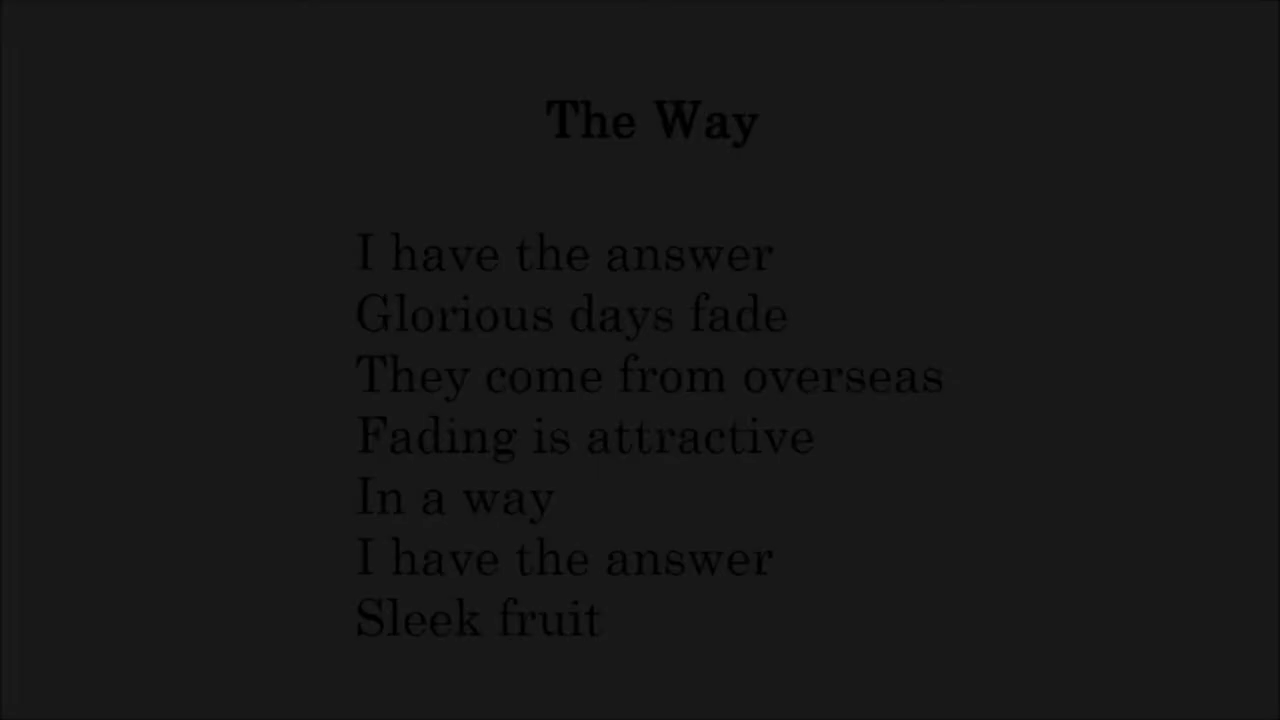 The Way
I have the answer
Glorious days fade
They come from overseas
Fading is attractive
In a way
I have the answer
Sleek fruit